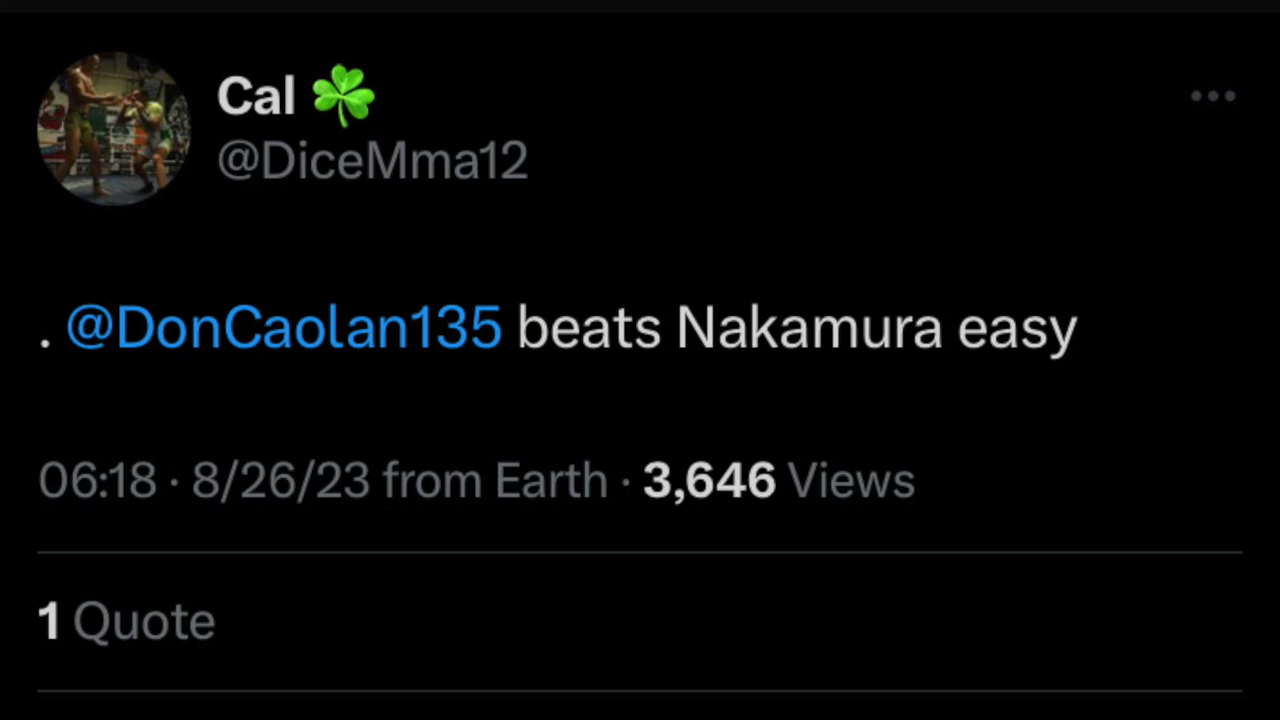 Cal ☘️
@DiceMma12
. @DonCaolan135 beats Nakamura easy
06:18 · 8/26/23 from Earth · 3,646 Views
1 Quote